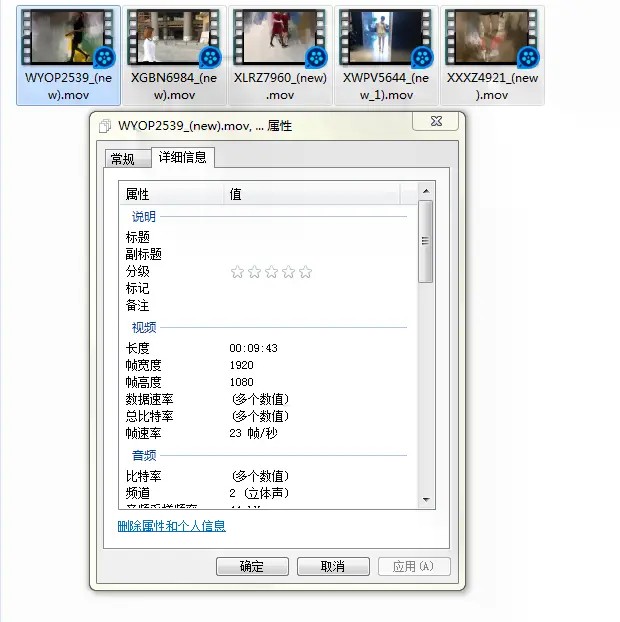 WYOP2539_(new).mov
XGBN6984_(new).mov
XLRZ7960_(new).mov
XWPV5644_(new_1).mov
XXXZ4921_(new).mov
WYOP2539_(new).mov, ... 属性
常规
详细信息
属性 值
说明
标题
副标题
分级
标记
备注
视频
长度 00:09:43
帧宽度 1920
帧高度 1080
数据速率 (多个数值)
总比特率 (多个数值)
帧速率 23 帧/秒
音频
比特率 (多个数值)
频道 2 (立体声)
删除属性和个人信息
确定 取消 应用(A)